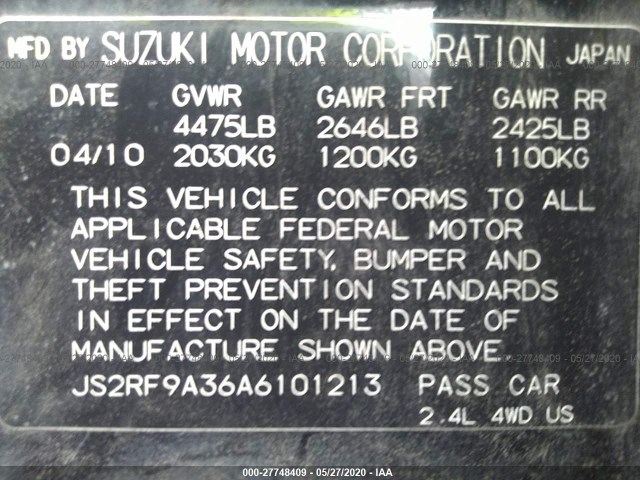 MFD BY SUZUKI MOTOR CORPORATION JAPAN
DATE GVWR GAWR FRT GAWR RR
4475LB 2646LB 2425LB
04/10 2030KG 1200KG 1100KG
THIS VEHICLE CONFORMS TO ALL
APPLICABLE FEDERAL MOTOR
VEHICLE SAFETY, BUMPER AND
THEFT PREVENTION STANDARDS
IN EFFECT ON THE DATE OF
MANUFACTURE SHOWN ABOVE
JS2RF9A36A6101213 PASS CAR
2.4L 4WD US
000-27748409 - 05/27/2020 - IAA